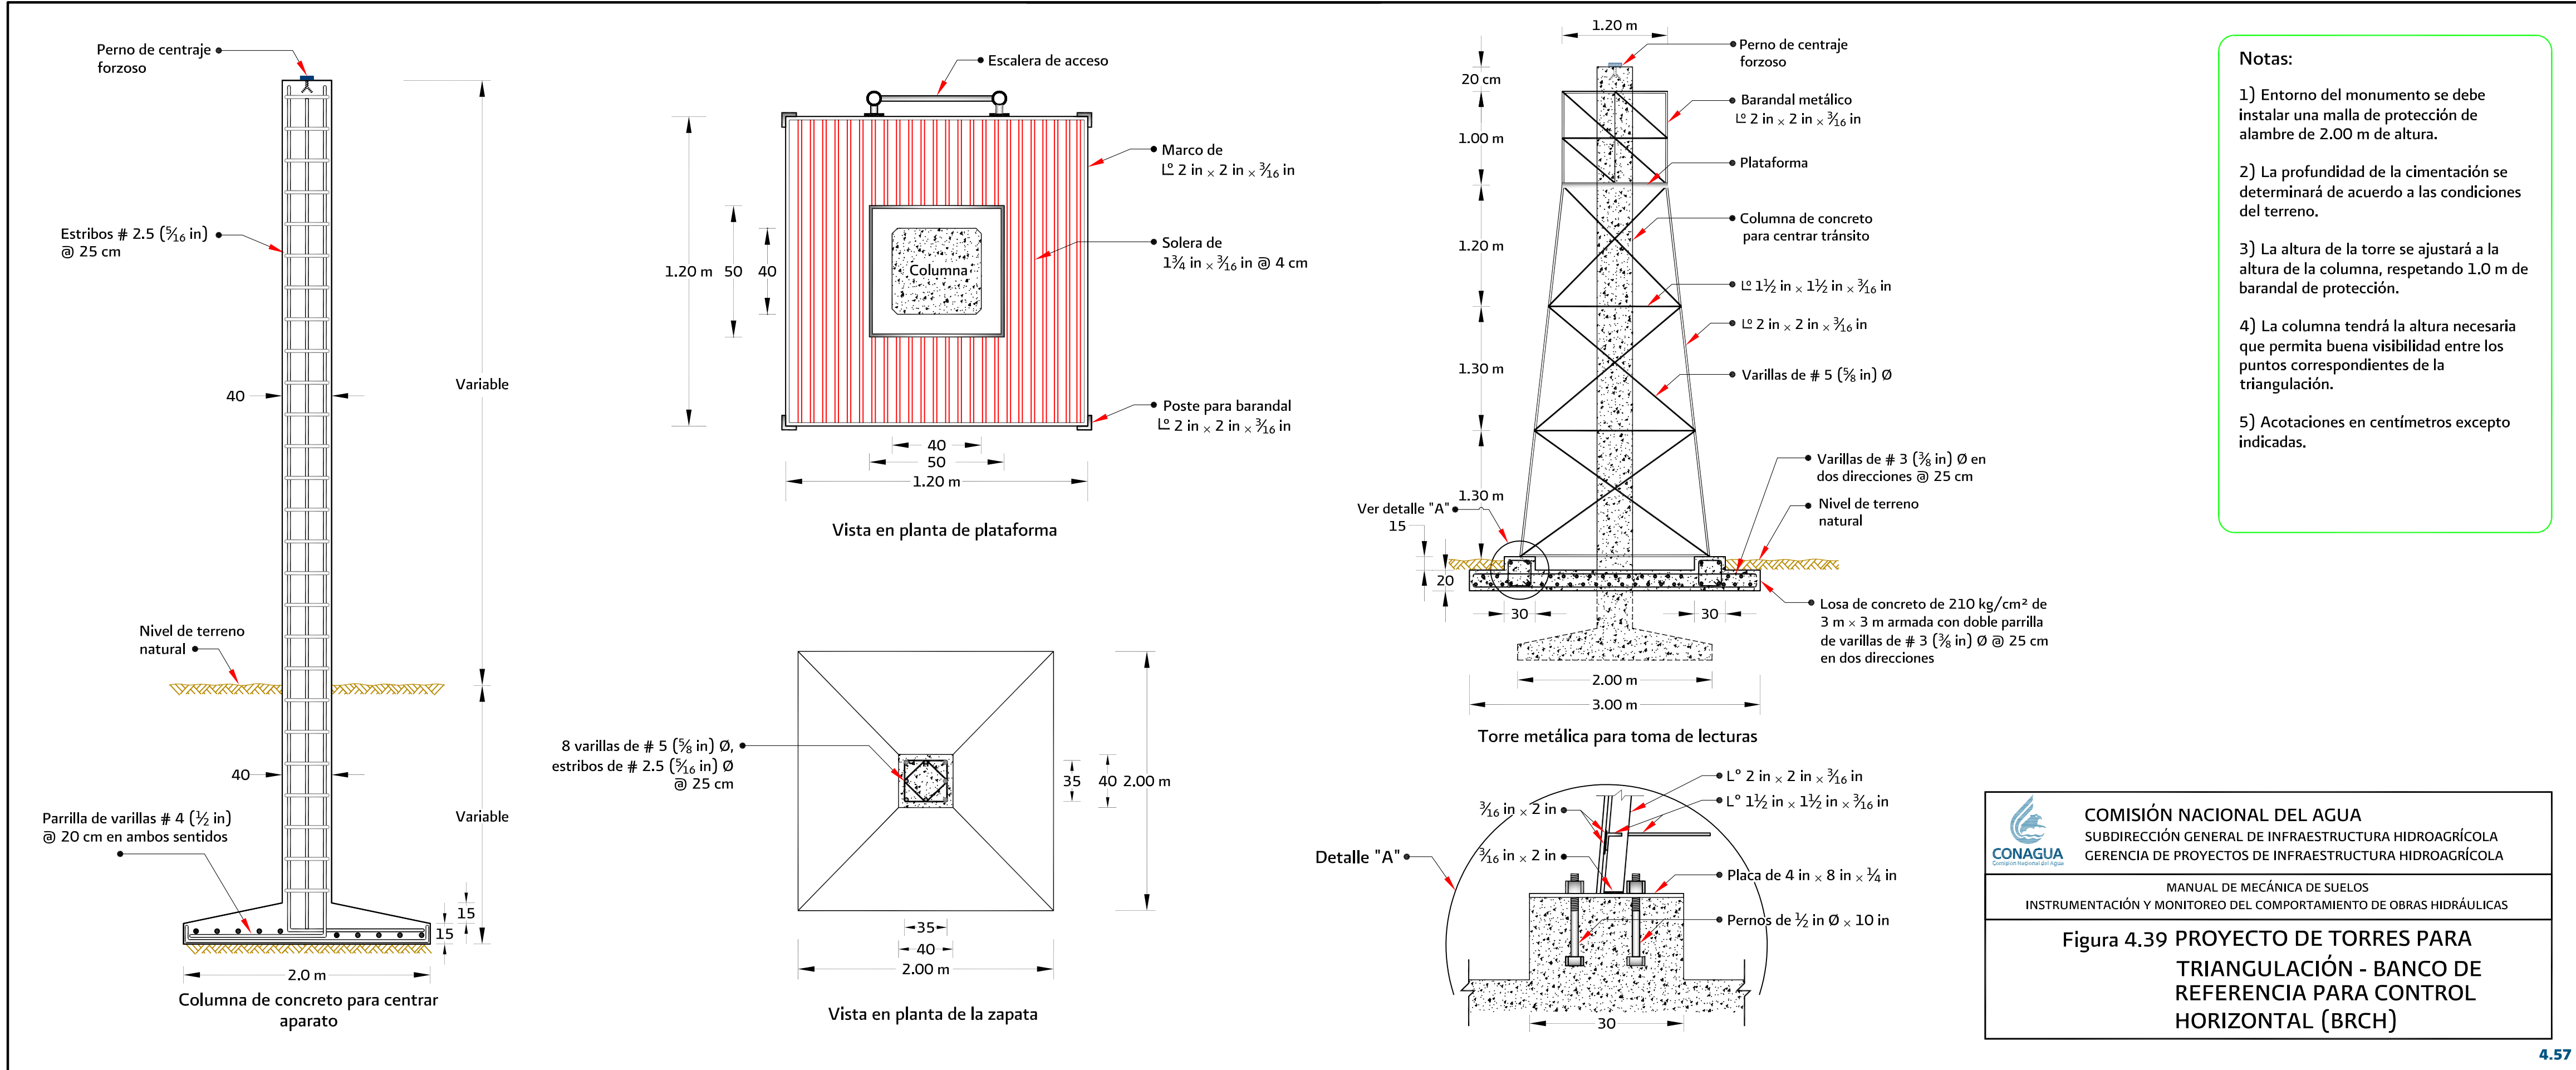 Perno de centraje
forzoso
Estribos # 2.5 (5⁄16 in)
@ 25 cm
40
Variable
Nivel de terreno
natural
40
Parrilla de varillas # 4 (1⁄2 in)
@ 20 cm en ambos sentidos
Variable
15
15
2.0 m
Columna de concreto para centrar
aparato
Escalera de acceso
Marco de
L° 2 in × 2 in × 3⁄16 in
Solera de
1 3⁄4 in × 3⁄16 in @ 4 cm
Columna
1.20 m
50
40
Poste para barandal
L° 2 in × 2 in × 3⁄16 in
40
50
1.20 m
Vista en planta de plataforma
8 varillas de # 5 (5⁄8 in) Ø,
estribos de # 2.5 (5⁄16 in) Ø
@ 25 cm
35
40
2.00 m
35
40
2.00 m
Vista en planta de la zapata
1.20 m
20 cm
1.00 m
1.20 m
1.30 m
1.30 m
Perno de centraje
forzoso
Barandal metálico
L° 2 in × 2 in × 3⁄16 in
Plataforma
Columna de concreto
para centrar tránsito
L° 1 1⁄2 in × 1 1⁄2 in × 3⁄16 in
L° 2 in × 2 in × 3⁄16 in
Varillas de # 5 (5⁄8 in) Ø
Varillas de # 3 (3⁄8 in) Ø en
dos direcciones @ 25 cm
Nivel de terreno
natural
Ver detalle "A"
15
20
30
30
Losa de concreto de 210 kg/cm² de
3 m × 3 m armada con doble parrilla
de varillas de # 3 (3⁄8 in) Ø @ 25 cm
en dos direcciones
2.00 m
3.00 m
Torre metálica para toma de lecturas
L° 2 in × 2 in × 3⁄16 in
L° 1 1⁄2 in × 1 1⁄2 in × 3⁄16 in
3⁄16 in × 2 in
3⁄16 in × 2 in
Detalle "A"
Placa de 4 in × 8 in × 1⁄4 in
Pernos de 1⁄2 in Ø × 10 in
30
Notas:
1) Entorno del monumento se debe
instalar una malla de protección de
alambre de 2.00 m de altura.
2) La profundidad de la cimentación se
determinará de acuerdo a las condiciones
del terreno.
3) La altura de la torre se ajustará a la
altura de la columna, respetando 1.0 m de
barandal de protección.
4) La columna tendrá la altura necesaria
que permita buena visibilidad entre los
puntos correspondientes de la
triangulación.
5) Acotaciones en centímetros excepto
indicadas.
CONAGUA
Comisión Nacional del Agua
COMISIÓN NACIONAL DEL AGUA
SUBDIRECCIÓN GENERAL DE INFRAESTRUCTURA HIDROAGRÍCOLA
GERENCIA DE PROYECTOS DE INFRAESTRUCTURA HIDROAGRÍCOLA
MANUAL DE MECÁNICA DE SUELOS
INSTRUMENTACIÓN Y MONITOREO DEL COMPORTAMIENTO DE OBRAS HIDRÁULICAS
Figura 4.39 PROYECTO DE TORRES PARA
TRIANGULACIÓN - BANCO DE
REFERENCIA PARA CONTROL
HORIZONTAL (BRCH)
4.57